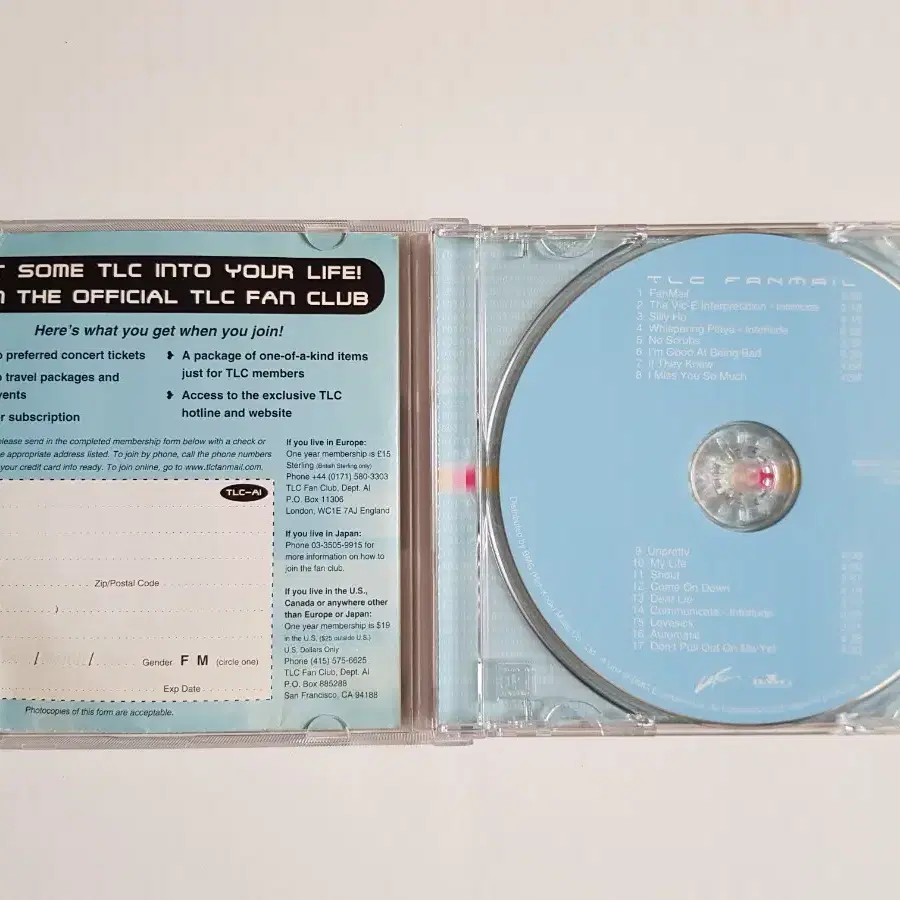 SOME TLC INTO YOUR LIFE!
THE OFFICIAL TLC FAN CLUB
Here's what you get when you join!
preferred concert tickets
travel packages and
subscription
❥ A package of one-of-a-kind items
just for TLC members
❥ Access to the exclusive TLC
hotline and website
please send in the completed membership form below with a check or
appropriate address listed. To join by phone, call the phone numbers
your credit card into ready. To join online, go to www.tlcfanmail.com.
TLC-AI
Zip/Postal Code
)
/ /
Gender F M (circle one)
Exp Date
Photocopies of this form are acceptable.
If you live in Europe:
One year membership is £15
Sterling (British Sterling only)
Phone +44 (0171) 580-3303
TLC Fan Club, Dept. AI
P.O. Box 11306
London, WC1E 7AJ England
If you live in Japan:
Phone 03-3505-9915 for
more information on how to
join the fan club.
If you live in the U.S.,
Canada or anywhere other
than Europe or Japan:
One year membership is $19
in the U.S. ($25 outside U.S.)
U.S. Dollars Only
Phone (415) 575-6625
TLC Fan Club, Dept. AI
P.O. Box 885288
San Francisco, CA 94188
TLC FANMAIL
1 FanMail
2 The Vic-E Interpretation - Interlude
3 Silly Ho
4 Whispering Playa - Interlude
5 No Scrubs
6 I'm Good At Being Bad
7 If They Knew
8 I Miss You So Much
9 Unpretty
10 My Life
11 Shout
12 Come On Down
13 Dear Lie
14 Communicate - Interlude
15 Lovesick
16 Automatic
17 Don't Pull Out On Me Yet
Distributed by BMG